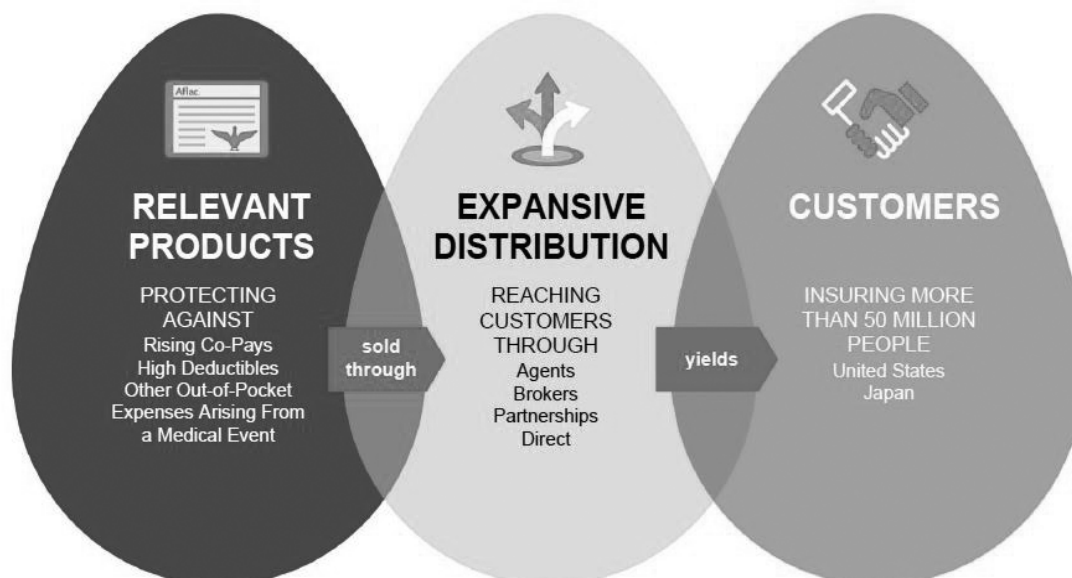 Aflac
RELEVANT
PRODUCTS
PROTECTING
AGAINST
Rising Co-Pays
High Deductibles
Other Out-of-Pocket
Expenses Arising From
a Medical Event
sold
through
EXPANSIVE
DISTRIBUTION
REACHING
CUSTOMERS
THROUGH
Agents
Brokers
Partnerships
Direct
yields
CUSTOMERS
INSURING MORE
THAN 50 MILLION
PEOPLE
United States
Japan